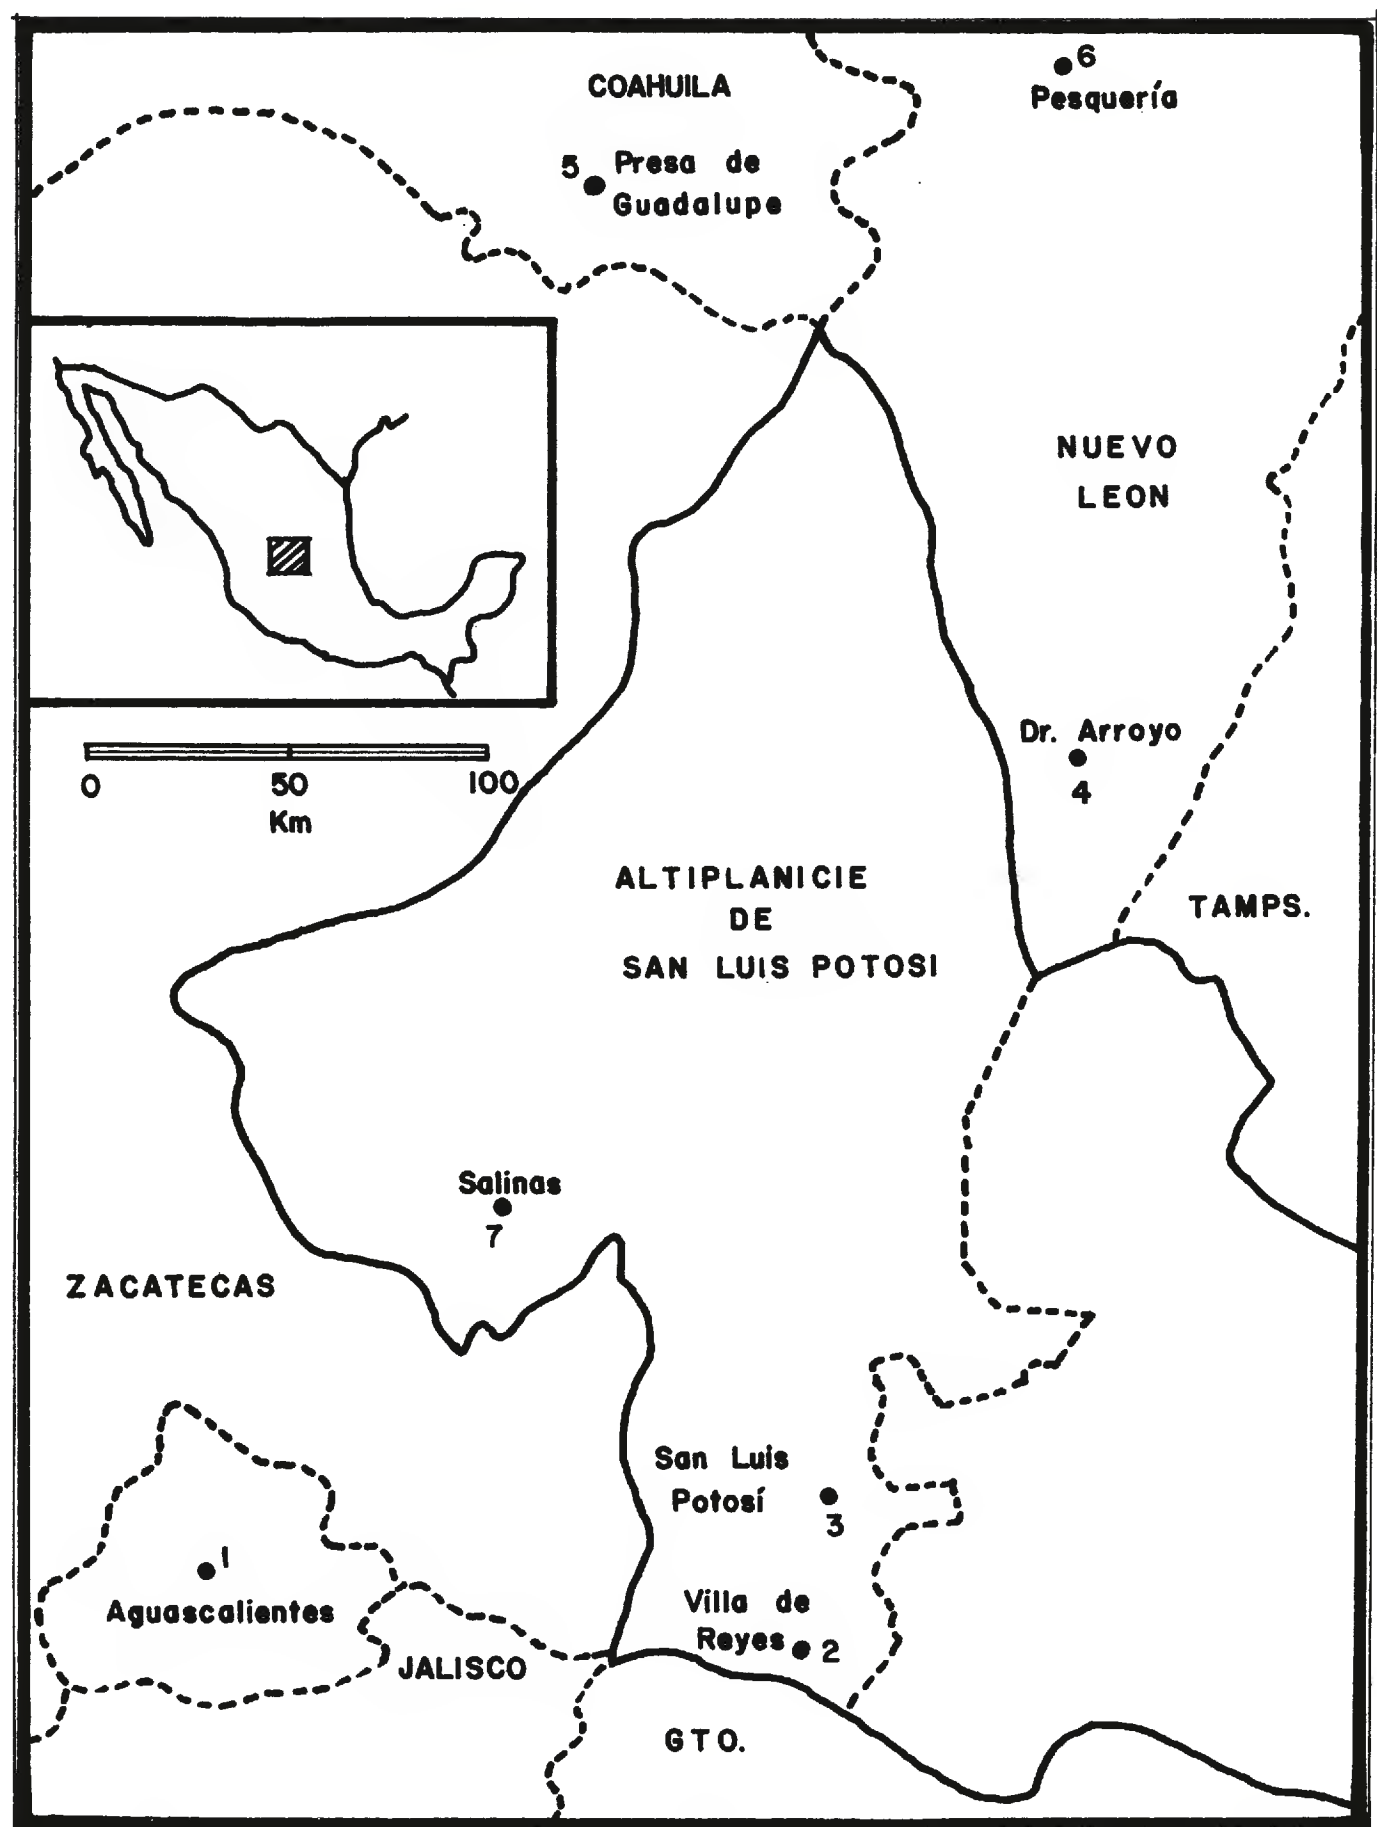 COAHUILA
6
Pesquería
5 Presa de
Guadalupe
NUEVO
LEON
0 50 100
Km
Dr. Arroyo
4
ALTIPLANICIE
DE
SAN LUIS POTOSI
TAMPS.
Salinas
7
ZACATECAS
San Luis
Potosí
3
1
Aguascalientes
Villa de
Reyes 2
JALISCO
GTO.